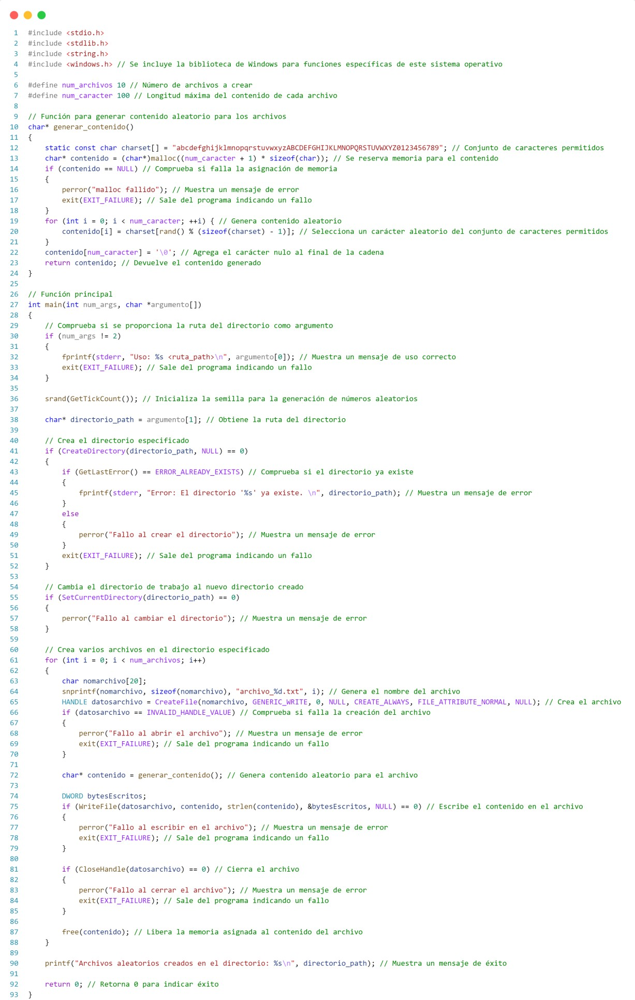 1 #include <stdio.h>
2 #include <stdlib.h>
3 #include <string.h>
4 #include <windows.h> // Se incluye la biblioteca de Windows para funciones específicas de este sistema operativo
5
6 #define num_archivos 10 // Número de archivos a crear
7 #define num_caracter 100 // Longitud máxima del contenido de cada archivo
8
9 // Función para generar contenido aleatorio para los archivos
10 char* generar_contenido()
11 {
12     static const char charset[] = "abcdefghijklmnopqrstuvwxyzABCDEFGHIJKLMNOPQRSTUVWXYZ0123456789"; // Conjunto de caracteres permitidos
13     char* contenido = (char*)malloc((num_caracter + 1) * sizeof(char)); // Se reserva memoria para el contenido
14     if (contenido == NULL) // Comprueba si falla la asignación de memoria
15     {
16         perror("malloc fallido"); // Muestra un mensaje de error
17         exit(EXIT_FAILURE); // Sale del programa indicando un fallo
18     }
19     for (int i = 0; i < num_caracter; ++i) { // Genera contenido aleatorio
20         contenido[i] = charset[rand() % (sizeof(charset) - 1)]; // Selecciona un carácter aleatorio del conjunto de caracteres permitidos
21     }
22     contenido[num_caracter] = '\0'; // Agrega el carácter nulo al final de la cadena
23     return contenido; // Devuelve el contenido generado
24 }
25
26 // Función principal
27 int main(int num_args, char *argumento[])
28 {
29     // Comprueba si se proporciona la ruta del directorio como argumento
30     if (num_args != 2)
31     {
32         fprintf(stderr, "Uso: %s <ruta_path>\n", argumento[0]); // Muestra un mensaje de uso correcto
33         exit(EXIT_FAILURE); // Sale del programa indicando un fallo
34     }
35
36     srand(GetTickCount()); // Inicializa la semilla para la generación de números aleatorios
37
38     char* directorio_path = argumento[1]; // Obtiene la ruta del directorio
39
40     // Crea el directorio especificado
41     if (CreateDirectory(directorio_path, NULL) == 0)
42     {
43         if (GetLastError() == ERROR_ALREADY_EXISTS) // Comprueba si el directorio ya existe
44         {
45             fprintf(stderr, "Error: El directorio '%s' ya existe. \n", directorio_path); // Muestra un mensaje de error
46         }
47         else
48         {
49             perror("Fallo al crear el directorio"); // Muestra un mensaje de error
50         }
51         exit(EXIT_FAILURE); // Sale del programa indicando un fallo
52     }
53
54     // Cambia el directorio de trabajo al nuevo directorio creado
55     if (SetCurrentDirectory(directorio_path) == 0)
56     {
57         perror("Fallo al cambiar el directorio"); // Muestra un mensaje de error
58     }
59
60     // Crea varios archivos en el directorio especificado
61     for (int i = 0; i < num_archivos; i++)
62     {
63         char nomarchivo[20];
64         snprintf(nomarchivo, sizeof(nomarchivo), "archivo_%d.txt", i); // Genera el nombre del archivo
65         HANDLE datosarchivo = CreateFile(nomarchivo, GENERIC_WRITE, 0, NULL, CREATE_ALWAYS, FILE_ATTRIBUTE_NORMAL, NULL); // Crea el archivo
66         if (datosarchivo == INVALID_HANDLE_VALUE) // Comprueba si falla la creación del archivo
67         {
68             perror("Fallo al abrir el archivo"); // Muestra un mensaje de error
69             exit(EXIT_FAILURE); // Sale del programa indicando un fallo
70         }
71
72         char* contenido = generar_contenido(); // Genera contenido aleatorio para el archivo
73
74         DWORD bytesEscritos;
75         if (WriteFile(datosarchivo, contenido, strlen(contenido), &bytesEscritos, NULL) == 0) // Escribe el contenido en el archivo
76         {
77             perror("Fallo al escribir en el archivo"); // Muestra un mensaje de error
78             exit(EXIT_FAILURE); // Sale del programa indicando un fallo
79         }
80
81         if (CloseHandle(datosarchivo) == 0) // Cierra el archivo
82         {
83             perror("Fallo al cerrar el archivo"); // Muestra un mensaje de error
84             exit(EXIT_FAILURE); // Sale del programa indicando un fallo
85         }
86
87         free(contenido); // Libera la memoria asignada al contenido del archivo
88     }
89
90     printf("Archivos aleatorios creados en el directorio: %s\n", directorio_path); // Muestra un mensaje de éxito
91
92     return 0; // Retorna 0 para indicar éxito
93 }